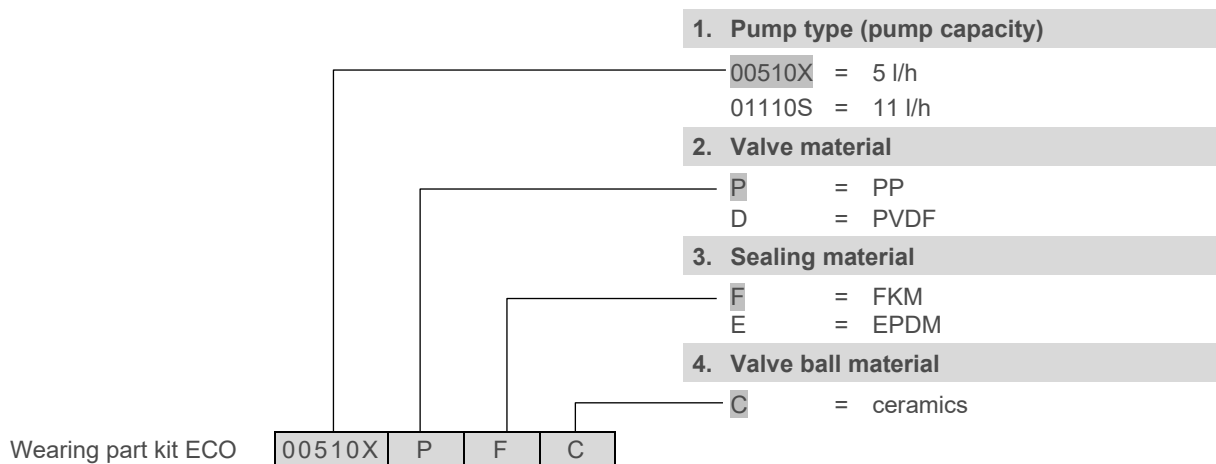 1. Pump type (pump capacity)
00510X = 5 l/h
01110S = 11 l/h
2. Valve material
P = PP
D = PVDF
3. Sealing material
F = FKM
E = EPDM
4. Valve ball material
C = ceramics
Wearing part kit ECO 00510X P F C